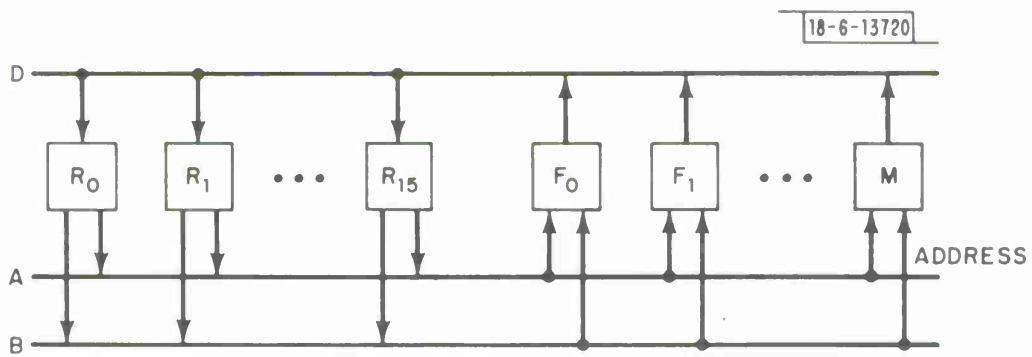 18-6-13720
D
R0 R1 ••• R15 F0 F1 ••• M
ADDRESS
A
B